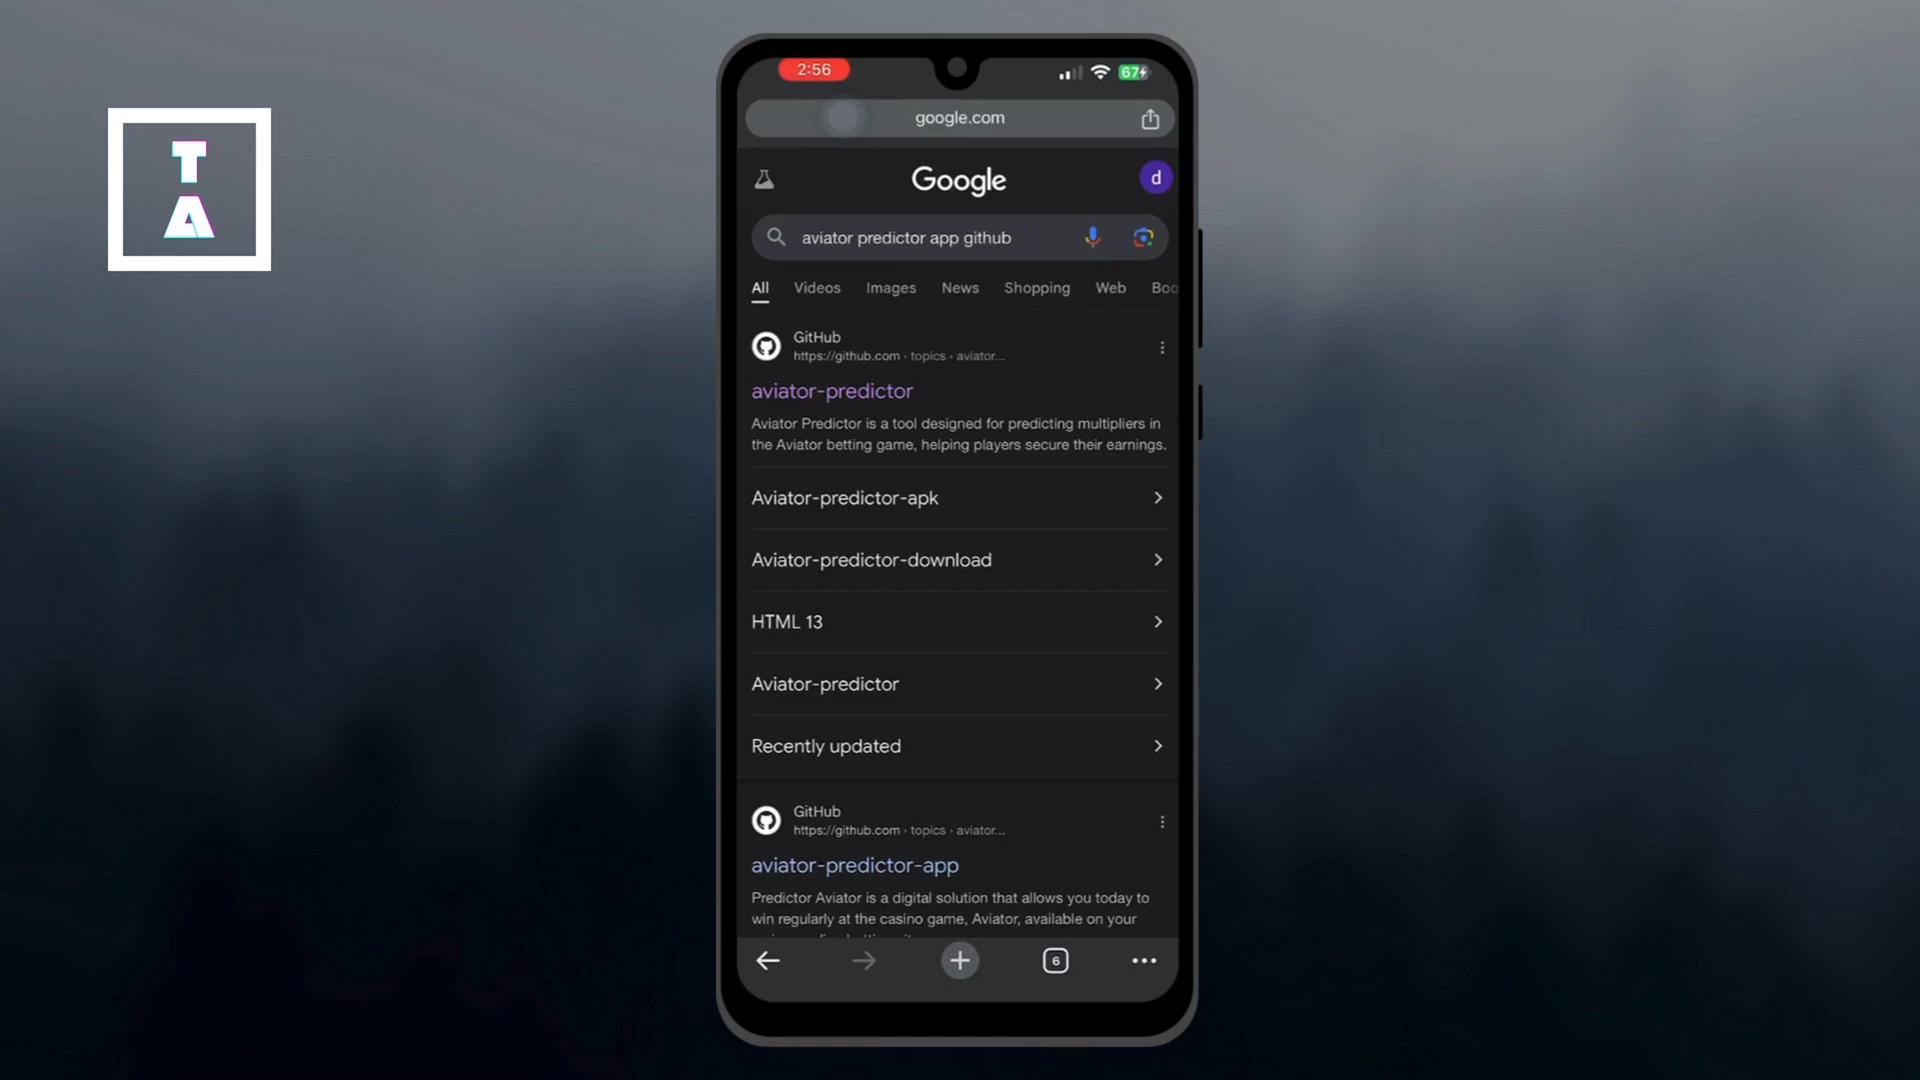 T
A
2:56
67
google.com
Google
d
aviator predictor app github
All Videos Images News Shopping Web Boo
GitHub
https://github.com › topics › aviator...
aviator-predictor
Aviator Predictor is a tool designed for predicting multipliers in
the Aviator betting game, helping players secure their earnings.
Aviator-predictor-apk
Aviator-predictor-download
HTML 13
Aviator-predictor
Recently updated
GitHub
https://github.com › topics › aviator...
aviator-predictor-app
Predictor Aviator is a digital solution that allows you today to
win regularly at the casino game, Aviator, available on your
6